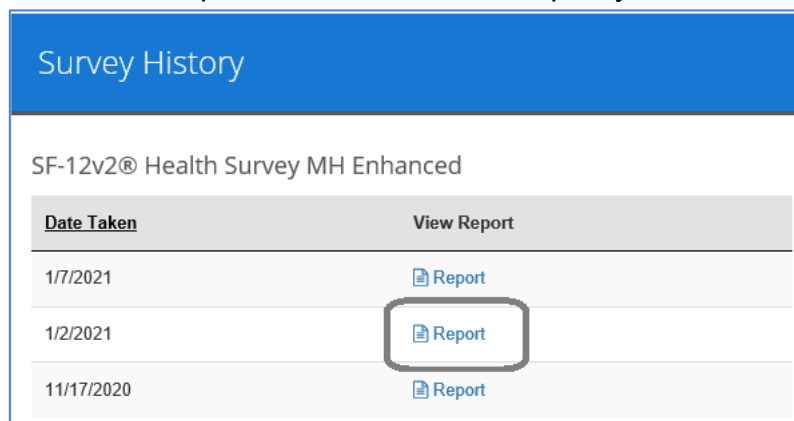 Survey History
SF-12v2® Health Survey MH Enhanced
Date Taken View Report
1/7/2021 Report
1/2/2021 Report
11/17/2020 Report